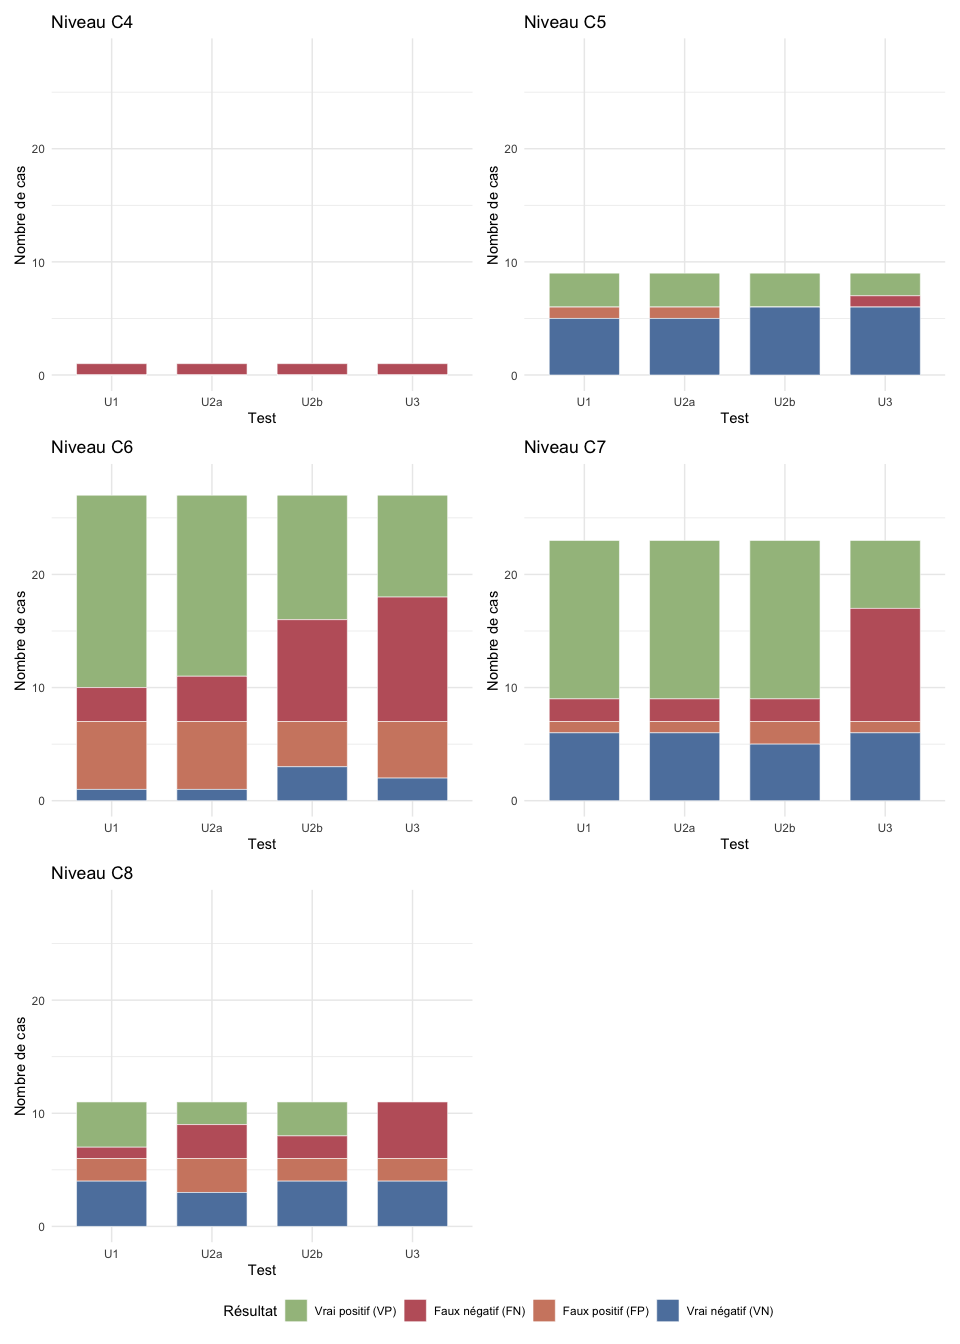 Niveau C4
Nombre de cas
20
10
0
U1 U2a U2b U3
Test
Niveau C5
Nombre de cas
20
10
0
U1 U2a U2b U3
Test
Niveau C6
Nombre de cas
20
10
0
U1 U2a U2b U3
Test
Niveau C7
Nombre de cas
20
10
0
U1 U2a U2b U3
Test
Niveau C8
Nombre de cas
20
10
0
U1 U2a U2b U3
Test
Résultat Vrai positif (VP) Faux négatif (FN) Faux positif (FP) Vrai négatif (VN)